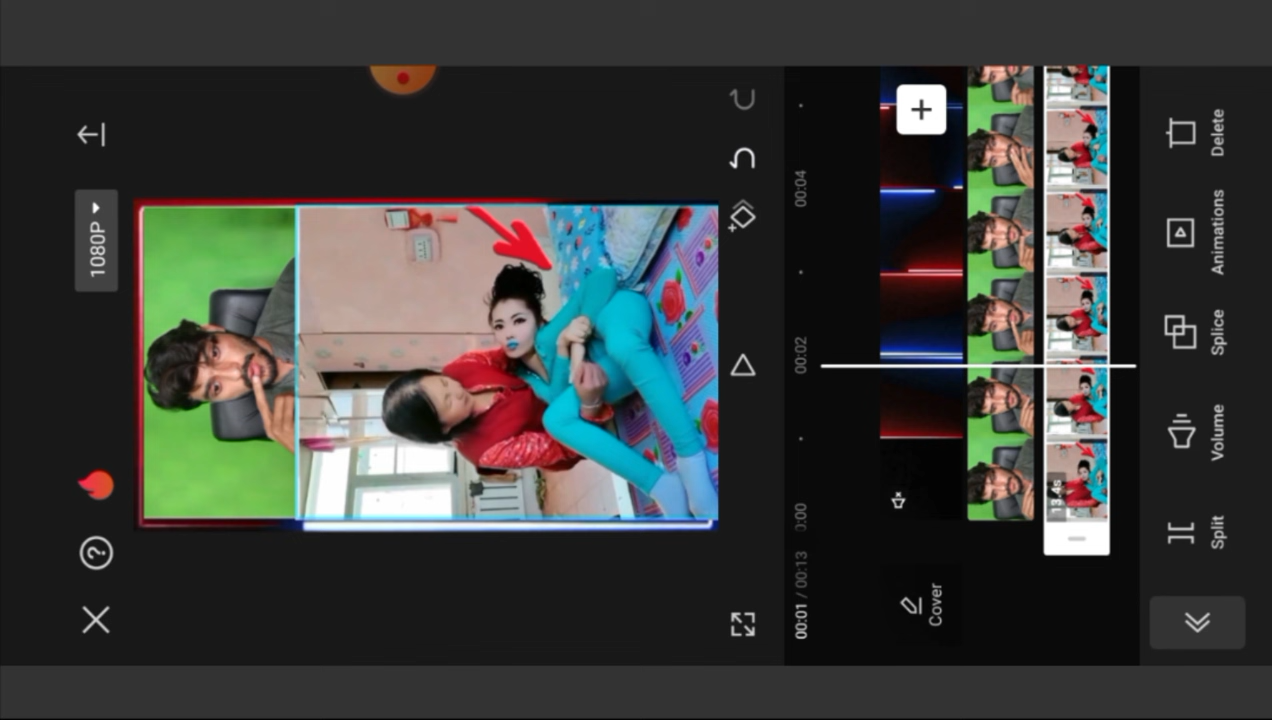 1080P
00:01 / 00:13
0:00
00:02
00:04
Cover
13.4s
Split
Volume
Splice
Animations
Delete